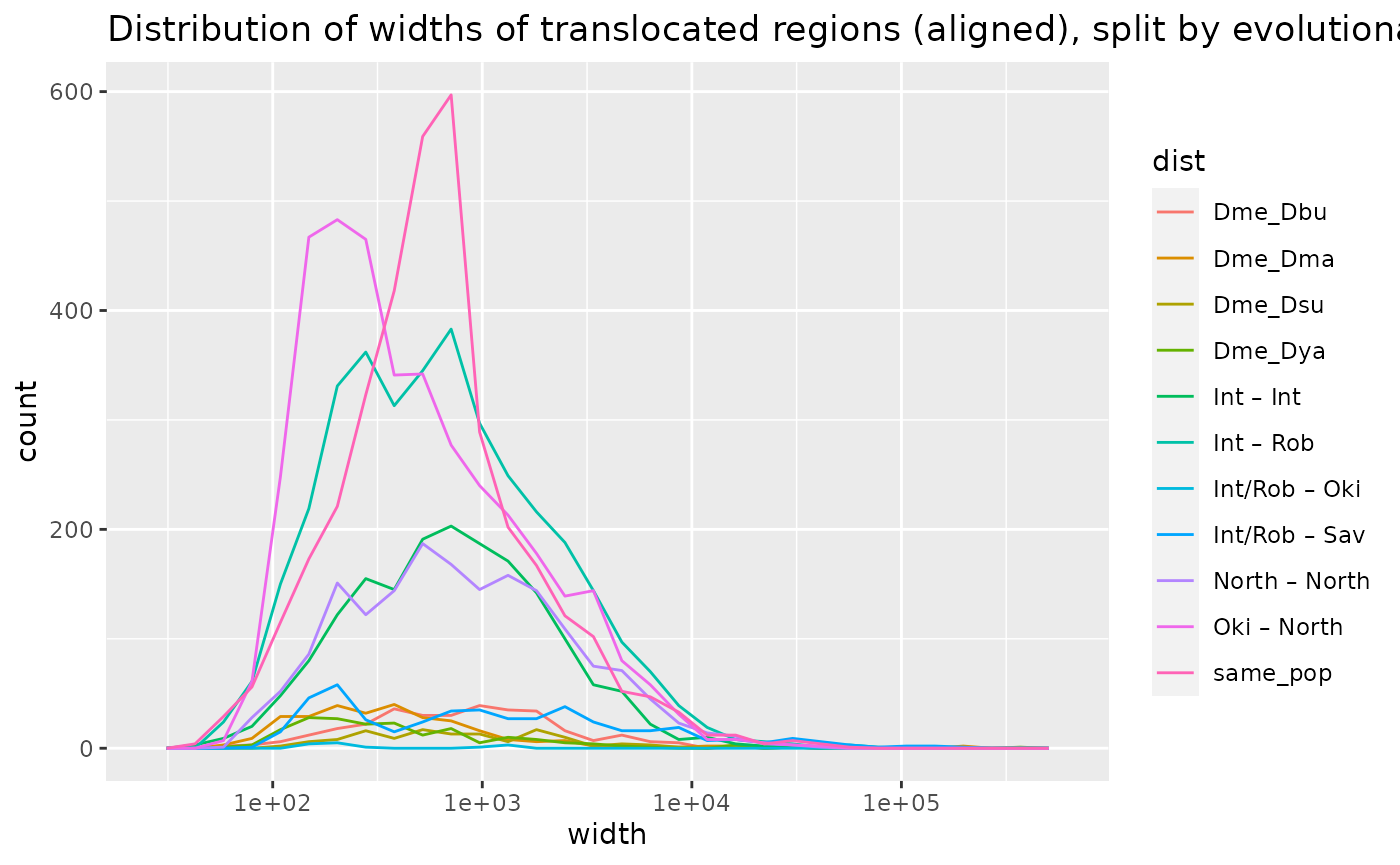 Distribution of widths of translocated regions (aligned), split by evolutiona
count
600
400
200
0
1e+02
1e+03
1e+04
1e+05
width
dist
Dme_Dbu
Dme_Dma
Dme_Dsu
Dme_Dya
Int – Int
Int – Rob
Int/Rob – Oki
Int/Rob – Sav
North – North
Oki – North
same_pop